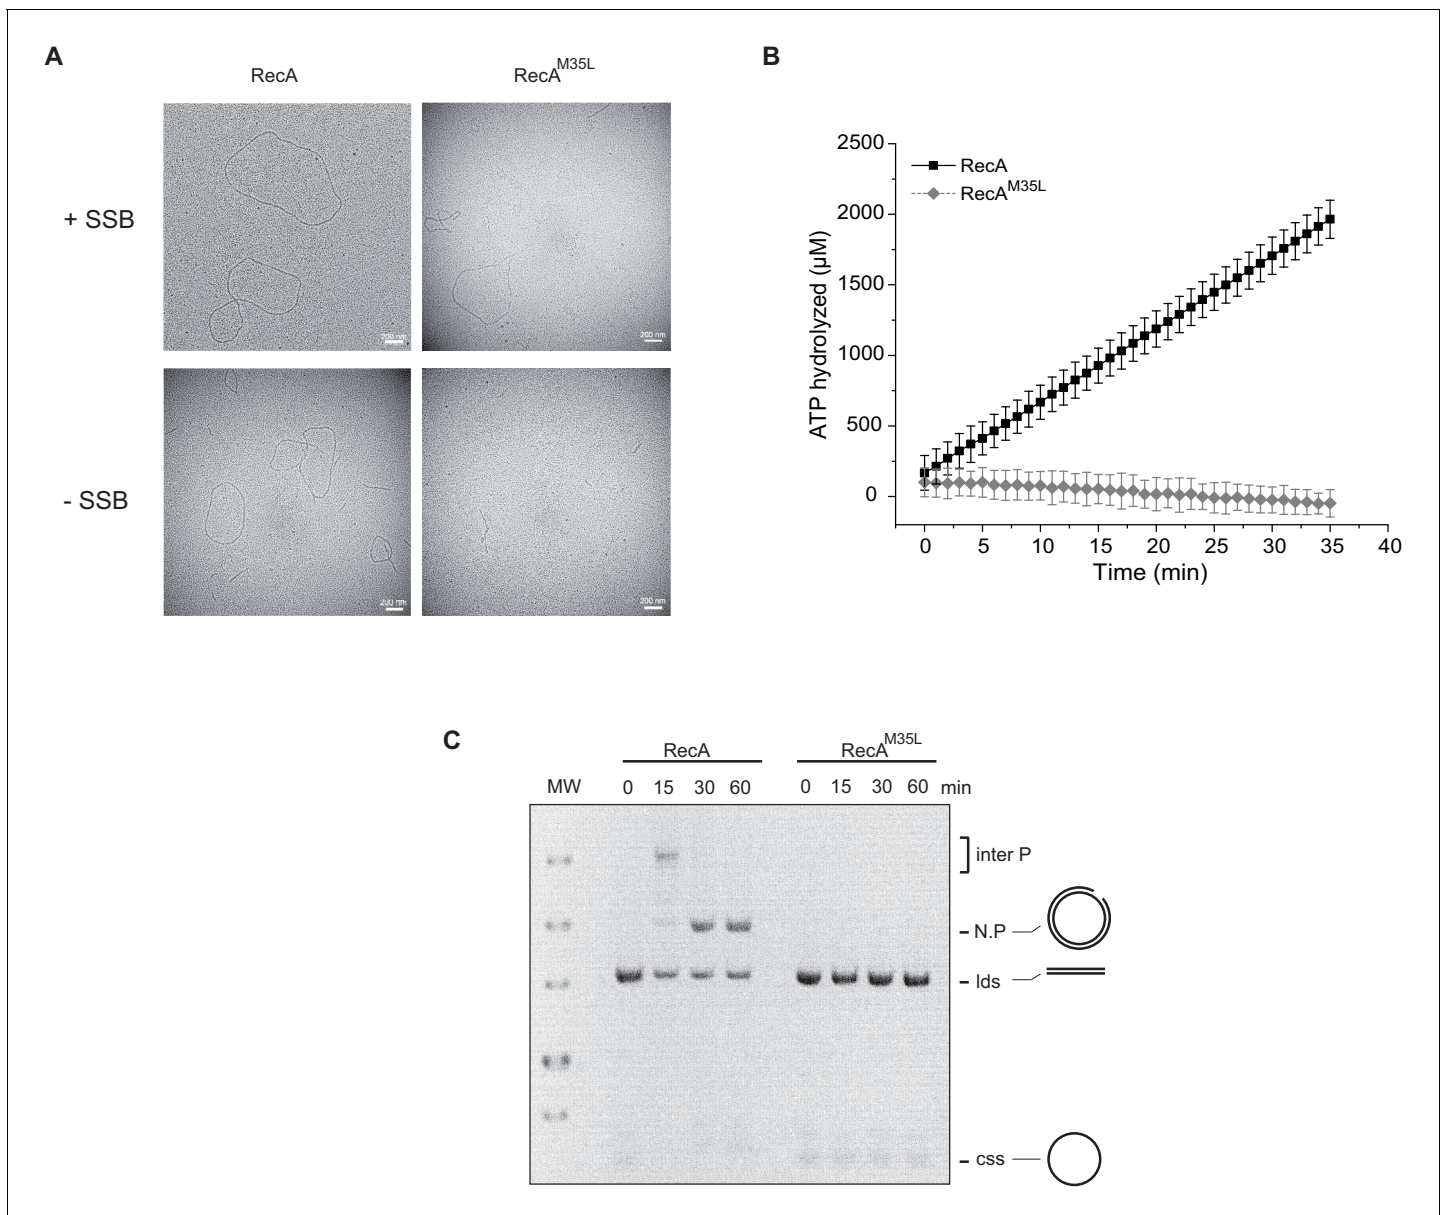 A
RecA
RecA^M35L
+ SSB
- SSB
200 nm
200 nm
200 nm
200 nm
B
RecA
RecA^M35L
ATP hydrolyzed (µM)
2500
2000
1500
1000
500
0
0 5 10 15 20 25 30 35 40
Time (min)
C
RecA RecA^M35L
MW 0 15 30 60 0 15 30 60 min
inter P
N.P
lds
css